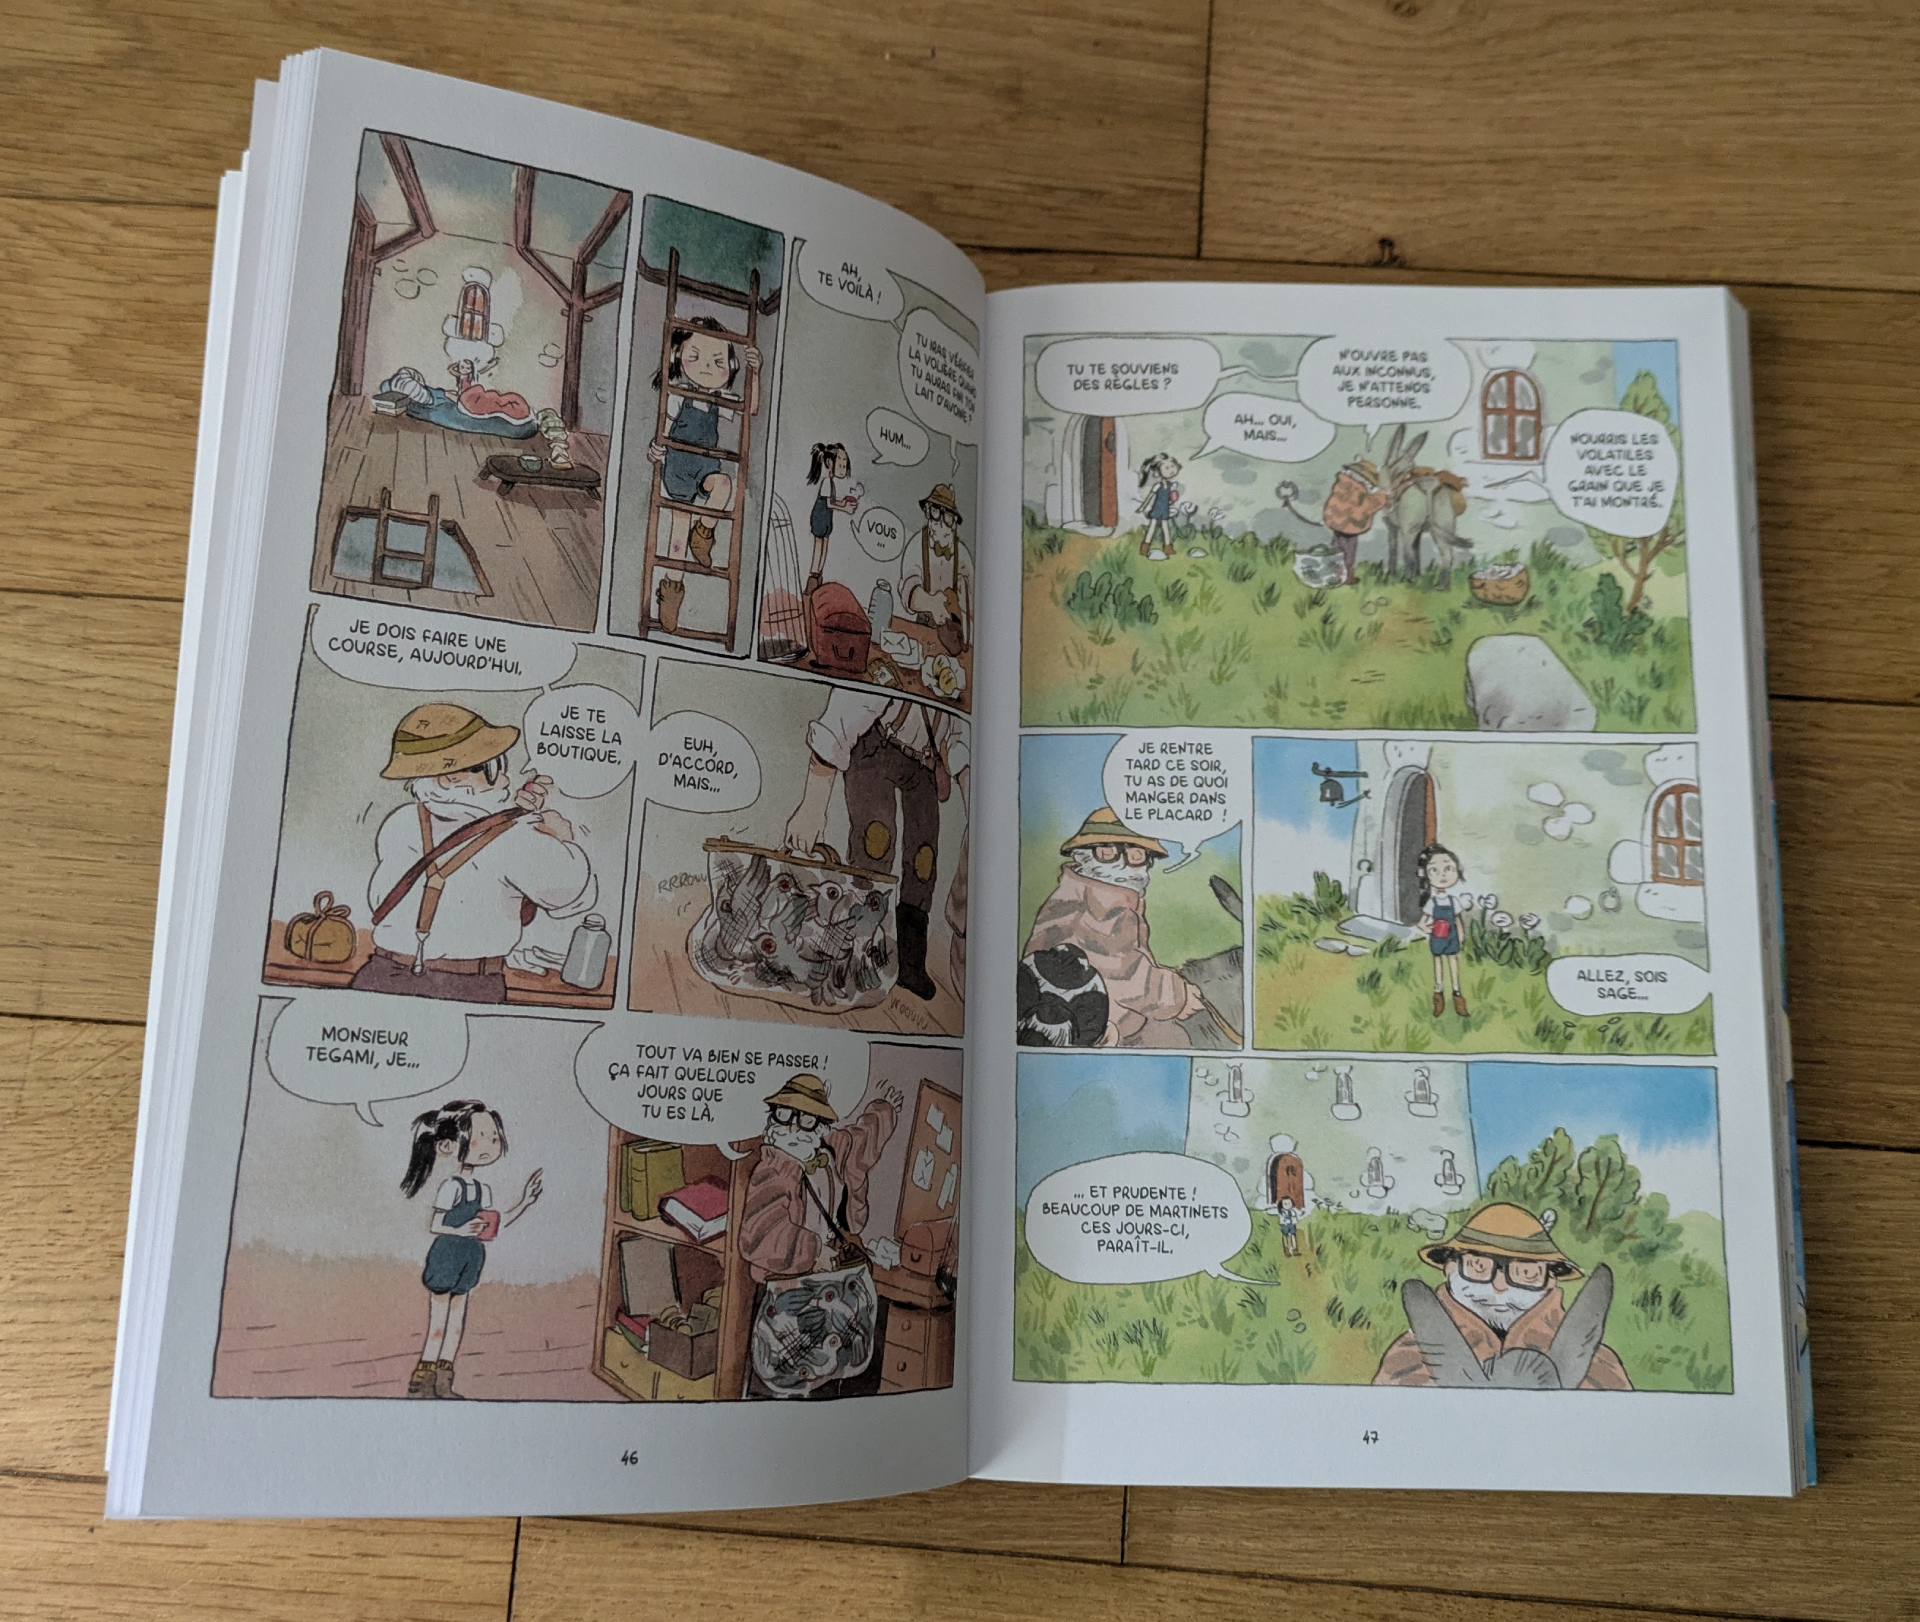 AH,
TE VOILÀ !
TU IRAS VÉRIFIER
LA VOLIÈRE QUAND
TU AURAS FINI TON
LAIT D'AVOINE ?
HUM...
VOUS
...
JE DOIS FAIRE UNE
COURSE, AUJOURD'HUI.
JE TE
LAISSE LA
BOUTIQUE.
EUH,
D'ACCORD,
MAIS...
RRROUU
MONSIEUR
TEGAMI, JE...
TOUT VA BIEN SE PASSER !
ÇA FAIT QUELQUES
JOURS QUE
TU ES LÀ.
46
TU TE SOUVIENS
DES RÈGLES ?
AH... OUI,
MAIS...
N'OUVRE PAS
AUX INCONNUS,
JE N'ATTENDS
PERSONNE.
NOURRIS LES
VOLATILES
AVEC LE
GRAIN QUE JE
T'AI MONTRÉ.
JE RENTRE
TARD CE SOIR,
TU AS DE QUOI
MANGER DANS
LE PLACARD !
ALLEZ, SOIS
SAGE...
... ET PRUDENTE !
BEAUCOUP DE MARTINETS
CES JOURS-CI,
PARAÎT-IL.
47